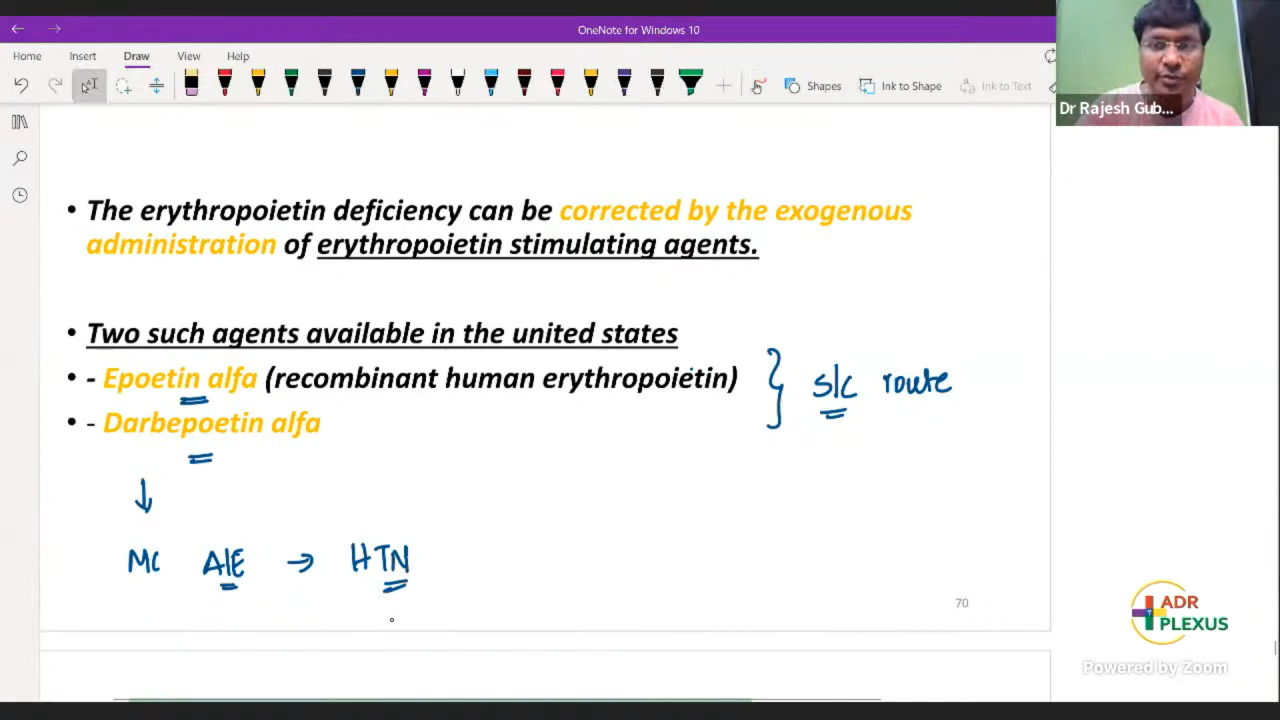 OneNote for Windows 10
Home Insert Draw View Help
Shapes Ink to Shape Ink to Text
Dr Rajesh Gub...
• The erythropoietin deficiency can be corrected by the exogenous
administration of erythropoietin stimulating agents.
• Two such agents available in the united states
• - Epoetin alfa (recombinant human erythropoietin) } s/c route
• - Darbepoetin alfa
↓
MC A/E → HTN
70
ADR
PLEXUS
Powered by Zoom